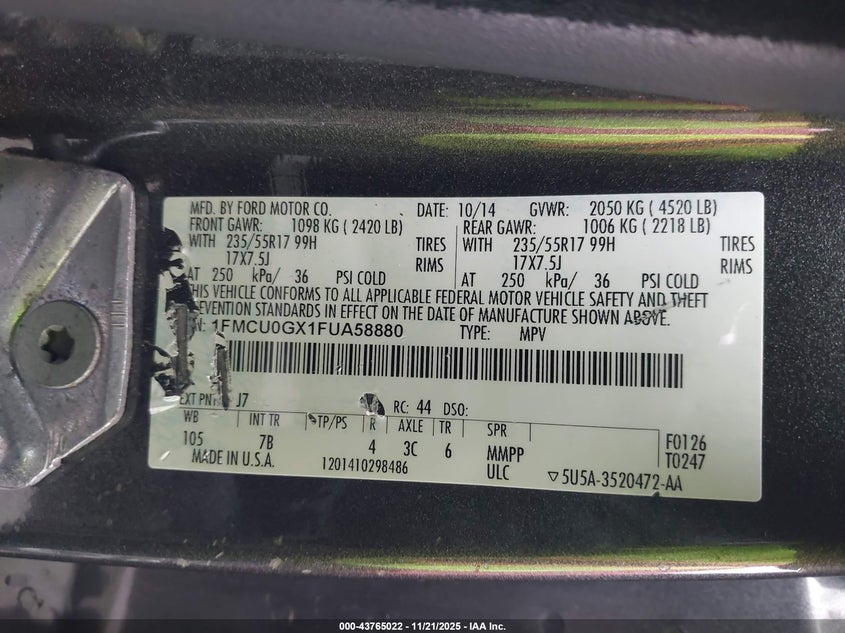 MFD. BY FORD MOTOR CO. DATE: 10/14 GVWR: 2050 KG ( 4520 LB)
FRONT GAWR: 1098 KG ( 2420 LB) REAR GAWR: 1006 KG ( 2218 LB)
WITH 235/55R17 99H TIRES WITH 235/55R17 99H TIRES
17X7.5J RIMS 17X7.5J RIMS
AT 250 kPa/ 36 PSI COLD AT 250 kPa/ 36 PSI COLD
THIS VEHICLE CONFORMS TO ALL APPLICABLE FEDERAL MOTOR VEHICLE SAFETY AND THEFT
EVENTION STANDARDS IN EFFECT ON THE DATE OF MANUFACTURE SHOWN ABOVE.
N: 1FMCU0GX1FUA58880 TYPE: MPV
EXT PNT J7 RC: 44 DSO:
WB INT TR TP/PS R AXLE TR SPR F0126
105 7B 4 3C 6 MMPP T0247
MADE IN U.S.A. 1201410298486 ULC ▽5U5A-3520472-AA
000-43765022 - 11/21/2025 - IAA Inc.